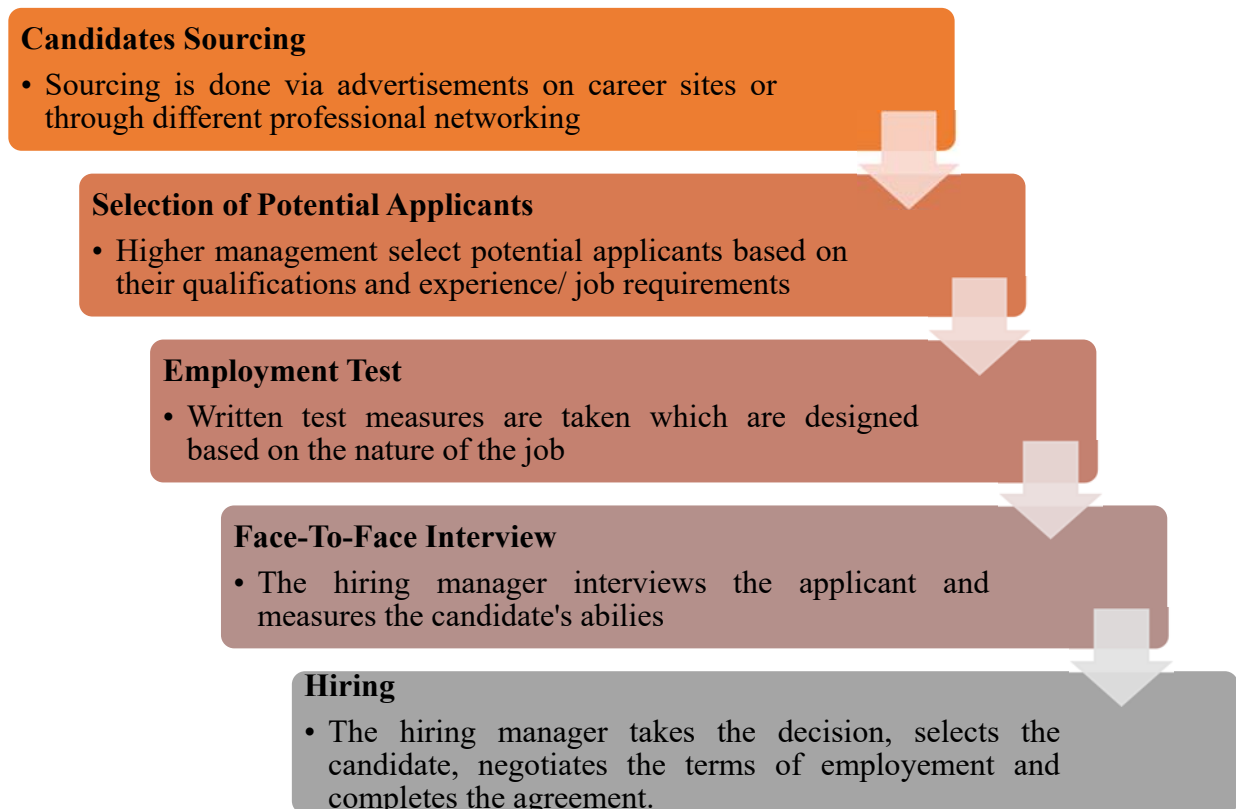 Candidates Sourcing
• Sourcing is done via advertisements on career sites or
through different professional networking
Selection of Potential Applicants
• Higher management select potential applicants based on
their qualifications and experience/ job requirements
Employment Test
• Written test measures are taken which are designed
based on the nature of the job
Face-To-Face Interview
• The hiring manager interviews the applicant and
measures the candidate's abilies
Hiring
• The hiring manager takes the decision, selects the
candidate, negotiates the terms of employement and
completes the agreement.